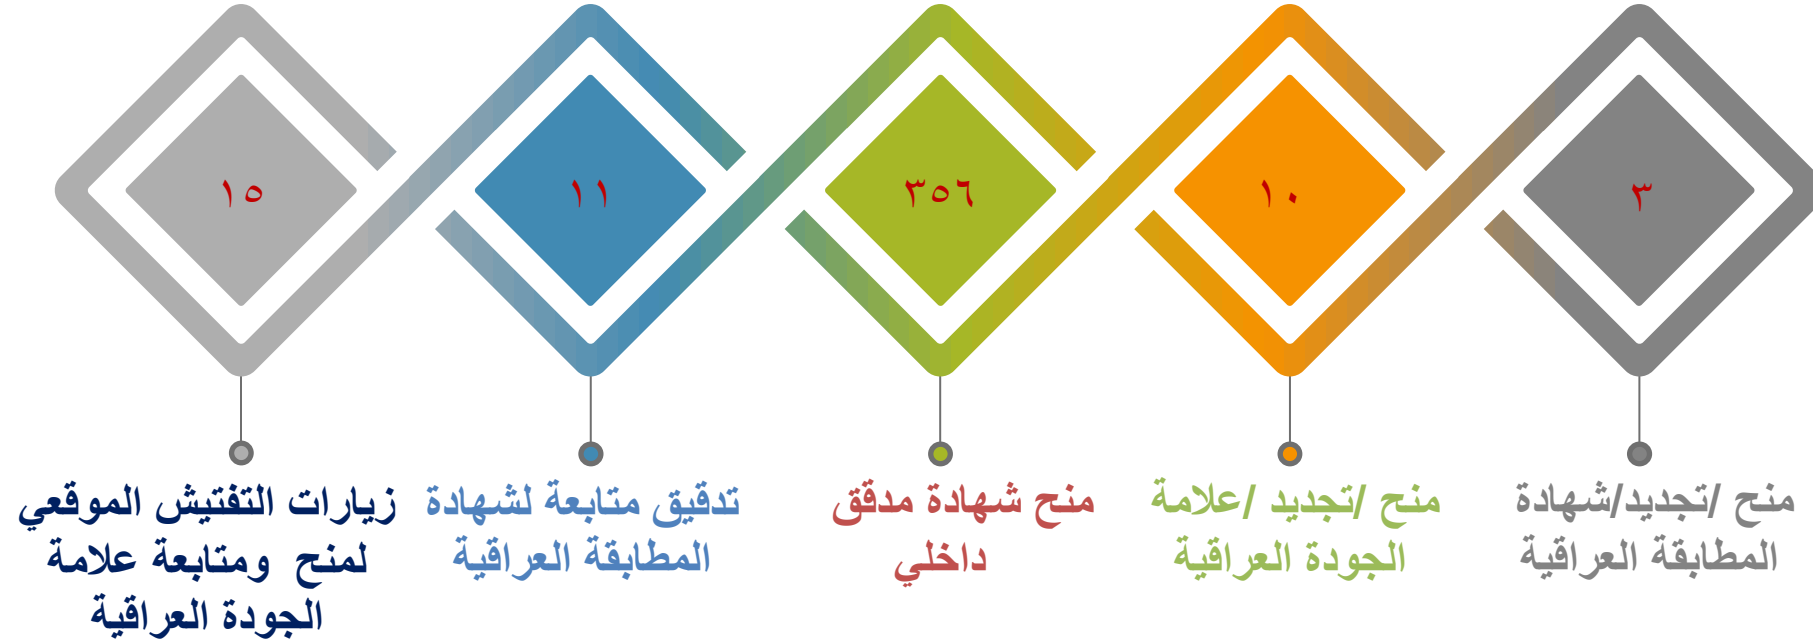 ٣
منح /تجديد/شهادة
المطابقة العراقية
١٠
منح /تجديد /علامة
الجودة العراقية
٣٥٦
منح شهادة مدقق
داخلي
١١
تدقيق متابعة لشهادة
المطابقة العراقية
١٥
زيارات التفتيش الموقعي
لمنح ومتابعة علامة
الجودة العراقية